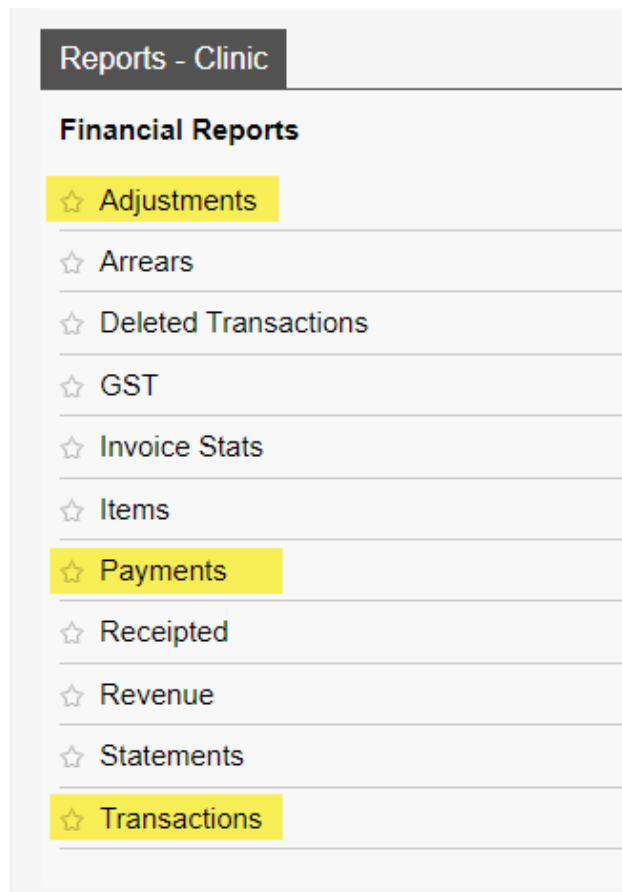 Reports - Clinic
Financial Reports
Adjustments
Arrears
Deleted Transactions
GST
Invoice Stats
Items
Payments
Receipted
Revenue
Statements
Transactions